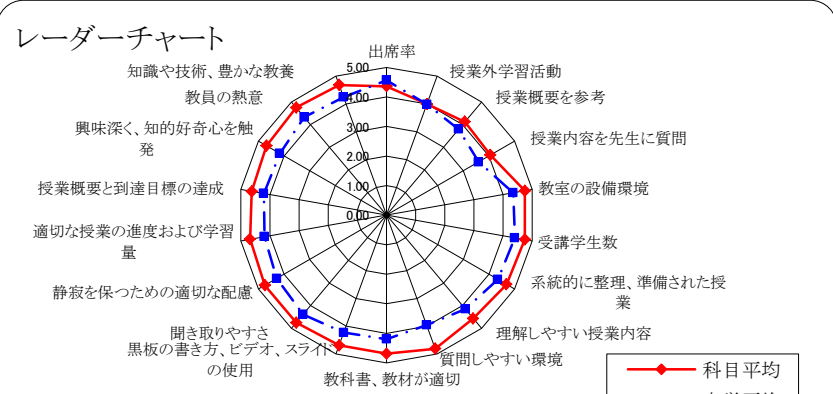 レーダーチャート
出席率
授業外学習活動
授業概要を参考
授業内容を先生に質問
教室の設備環境
受講学生数
系統的に整理、準備された授
業
理解しやすい授業内容
質問しやすい環境
教科書、教材が適切
黒板の書き方、ビデオ、スライド
の使用
聞き取りやすさ
静寂を保つための適切な配慮
適切な授業の進度および学習
量
授業概要と到達目標の達成
興味深く、知的好奇心を触
発
教員の熱意
知識や技術、豊かな教養
5.00
4.00
3.00
2.00
1.00
0.00
科目平均